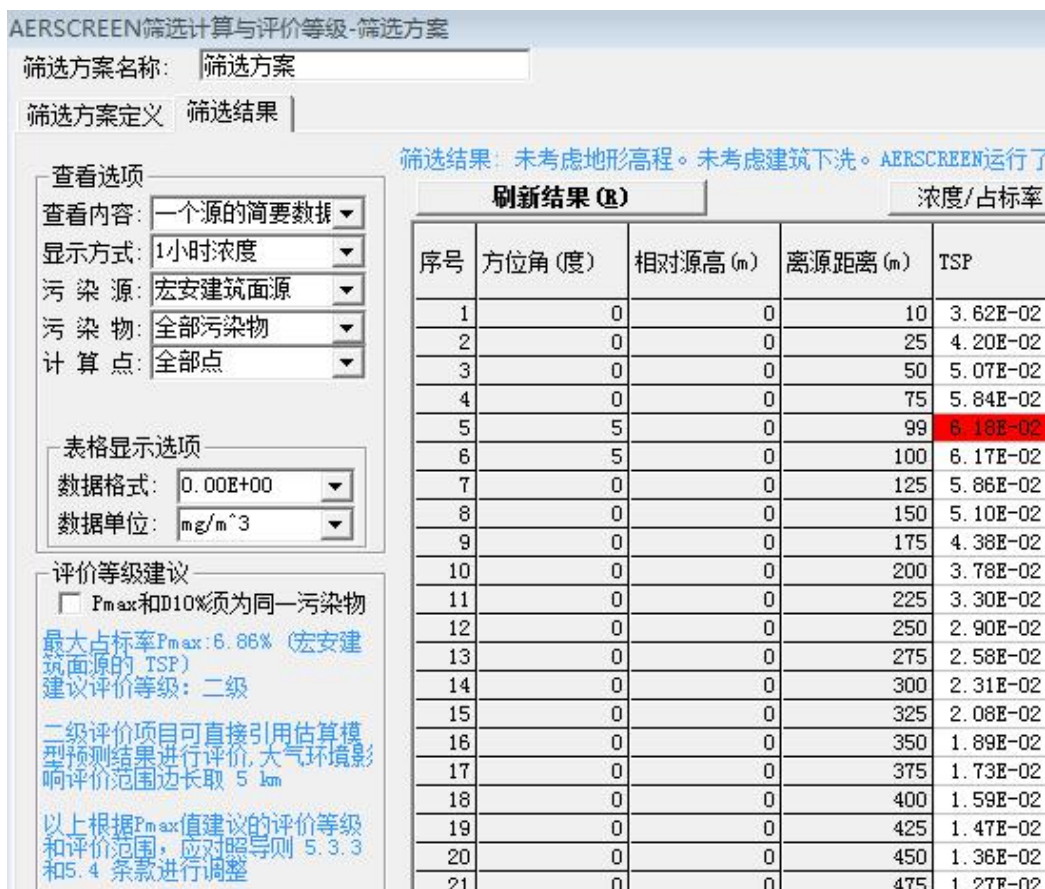 AERSCREEN筛选计算与评价等级-筛选方案
筛选方案名称: 筛选方案
筛选方案定义 筛选结果
查看选项
查看内容: 一个源的简要数据
显示方式: 1小时浓度
污 染 源: 宏安建筑面源
污 染 物: 全部污染物
计 算 点: 全部点
表格显示选项
数据格式: 0.00E+00
数据单位: mg/m^3
评价等级建议
Pmax和D10%须为同一污染物
最大占标率Pmax:6.86% (宏安建
筑面源的 TSP)
建议评价等级: 二级
二级评价项目可直接引用估算模
型预测结果进行评价,大气环境影
响评价范围边长取 5 km
以上根据Pmax值建议的评价等级
和评价范围,应对照导则 5.3.3
和5.4 条款进行调整
筛选结果: 未考虑地形高程。未考虑建筑下洗。AERSCREEN运行了
刷新结果(R) 浓度/占标率
序号 方位角(度) 相对源高(m) 离源距离(m) TSP
1 0 0 10 3.62E-02
2 0 0 25 4.20E-02
3 0 0 50 5.07E-02
4 0 0 75 5.84E-02
5 5 0 99 6.18E-02
6 5 0 100 6.17E-02
7 0 0 125 5.86E-02
8 0 0 150 5.10E-02
9 0 0 175 4.38E-02
10 0 0 200 3.78E-02
11 0 0 225 3.30E-02
12 0 0 250 2.90E-02
13 0 0 275 2.58E-02
14 0 0 300 2.31E-02
15 0 0 325 2.08E-02
16 0 0 350 1.89E-02
17 0 0 375 1.73E-02
18 0 0 400 1.59E-02
19 0 0 425 1.47E-02
20 0 0 450 1.36E-02
21 0 0 475 1.27E-02